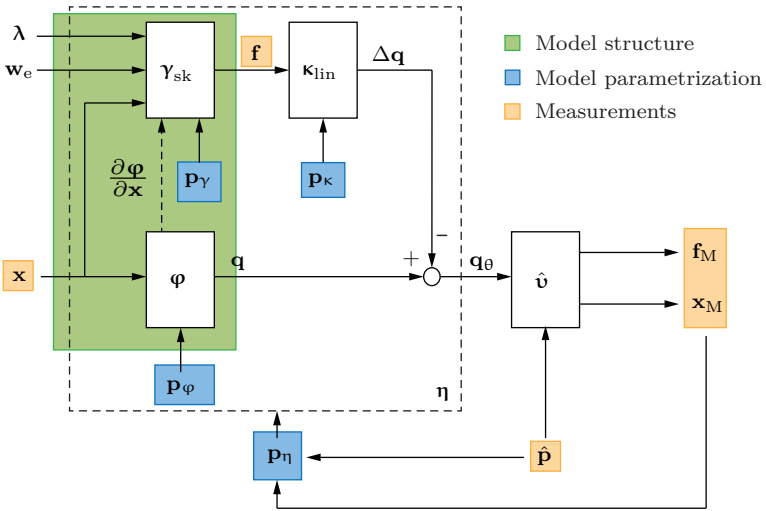 λ
w_e
x
γ_sk
∂φ
∂x
p_γ
φ
p_φ
f
κ_lin
p_κ
Δq
q
+
−
q_θ
η
υ̂
f_M
x_M
p_η
p̂
Model structure
Model parametrization
Measurements